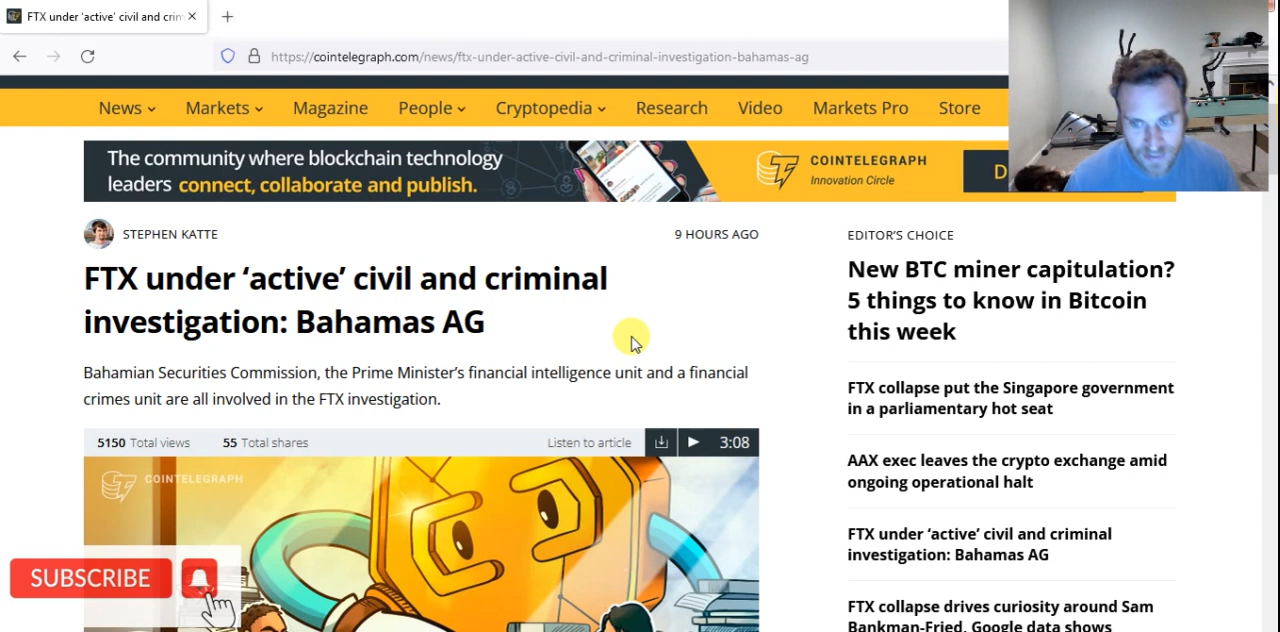 FTX under ‘active’ civil and crim
https://cointelegraph.com/news/ftx-under-active-civil-and-criminal-investigation-bahamas-ag
News Markets Magazine People Cryptopedia Research Video Markets Pro Store
The community where blockchain technology
leaders connect, collaborate and publish.
COINTELEGRAPH
Innovation Circle
D
STEPHEN KATTE
9 HOURS AGO
FTX under ‘active’ civil and criminal
investigation: Bahamas AG
Bahamian Securities Commission, the Prime Minister’s financial intelligence unit and a financial
crimes unit are all involved in the FTX investigation.
5150 Total views 55 Total shares Listen to article 3:08
COINTELEGRAPH
SUBSCRIBE
EDITOR’S CHOICE
New BTC miner capitulation?
5 things to know in Bitcoin
this week
FTX collapse put the Singapore government
in a parliamentary hot seat
AAX exec leaves the crypto exchange amid
ongoing operational halt
FTX under ‘active’ civil and criminal
investigation: Bahamas AG
FTX collapse drives curiosity around Sam
Bankman-Fried, Google data shows